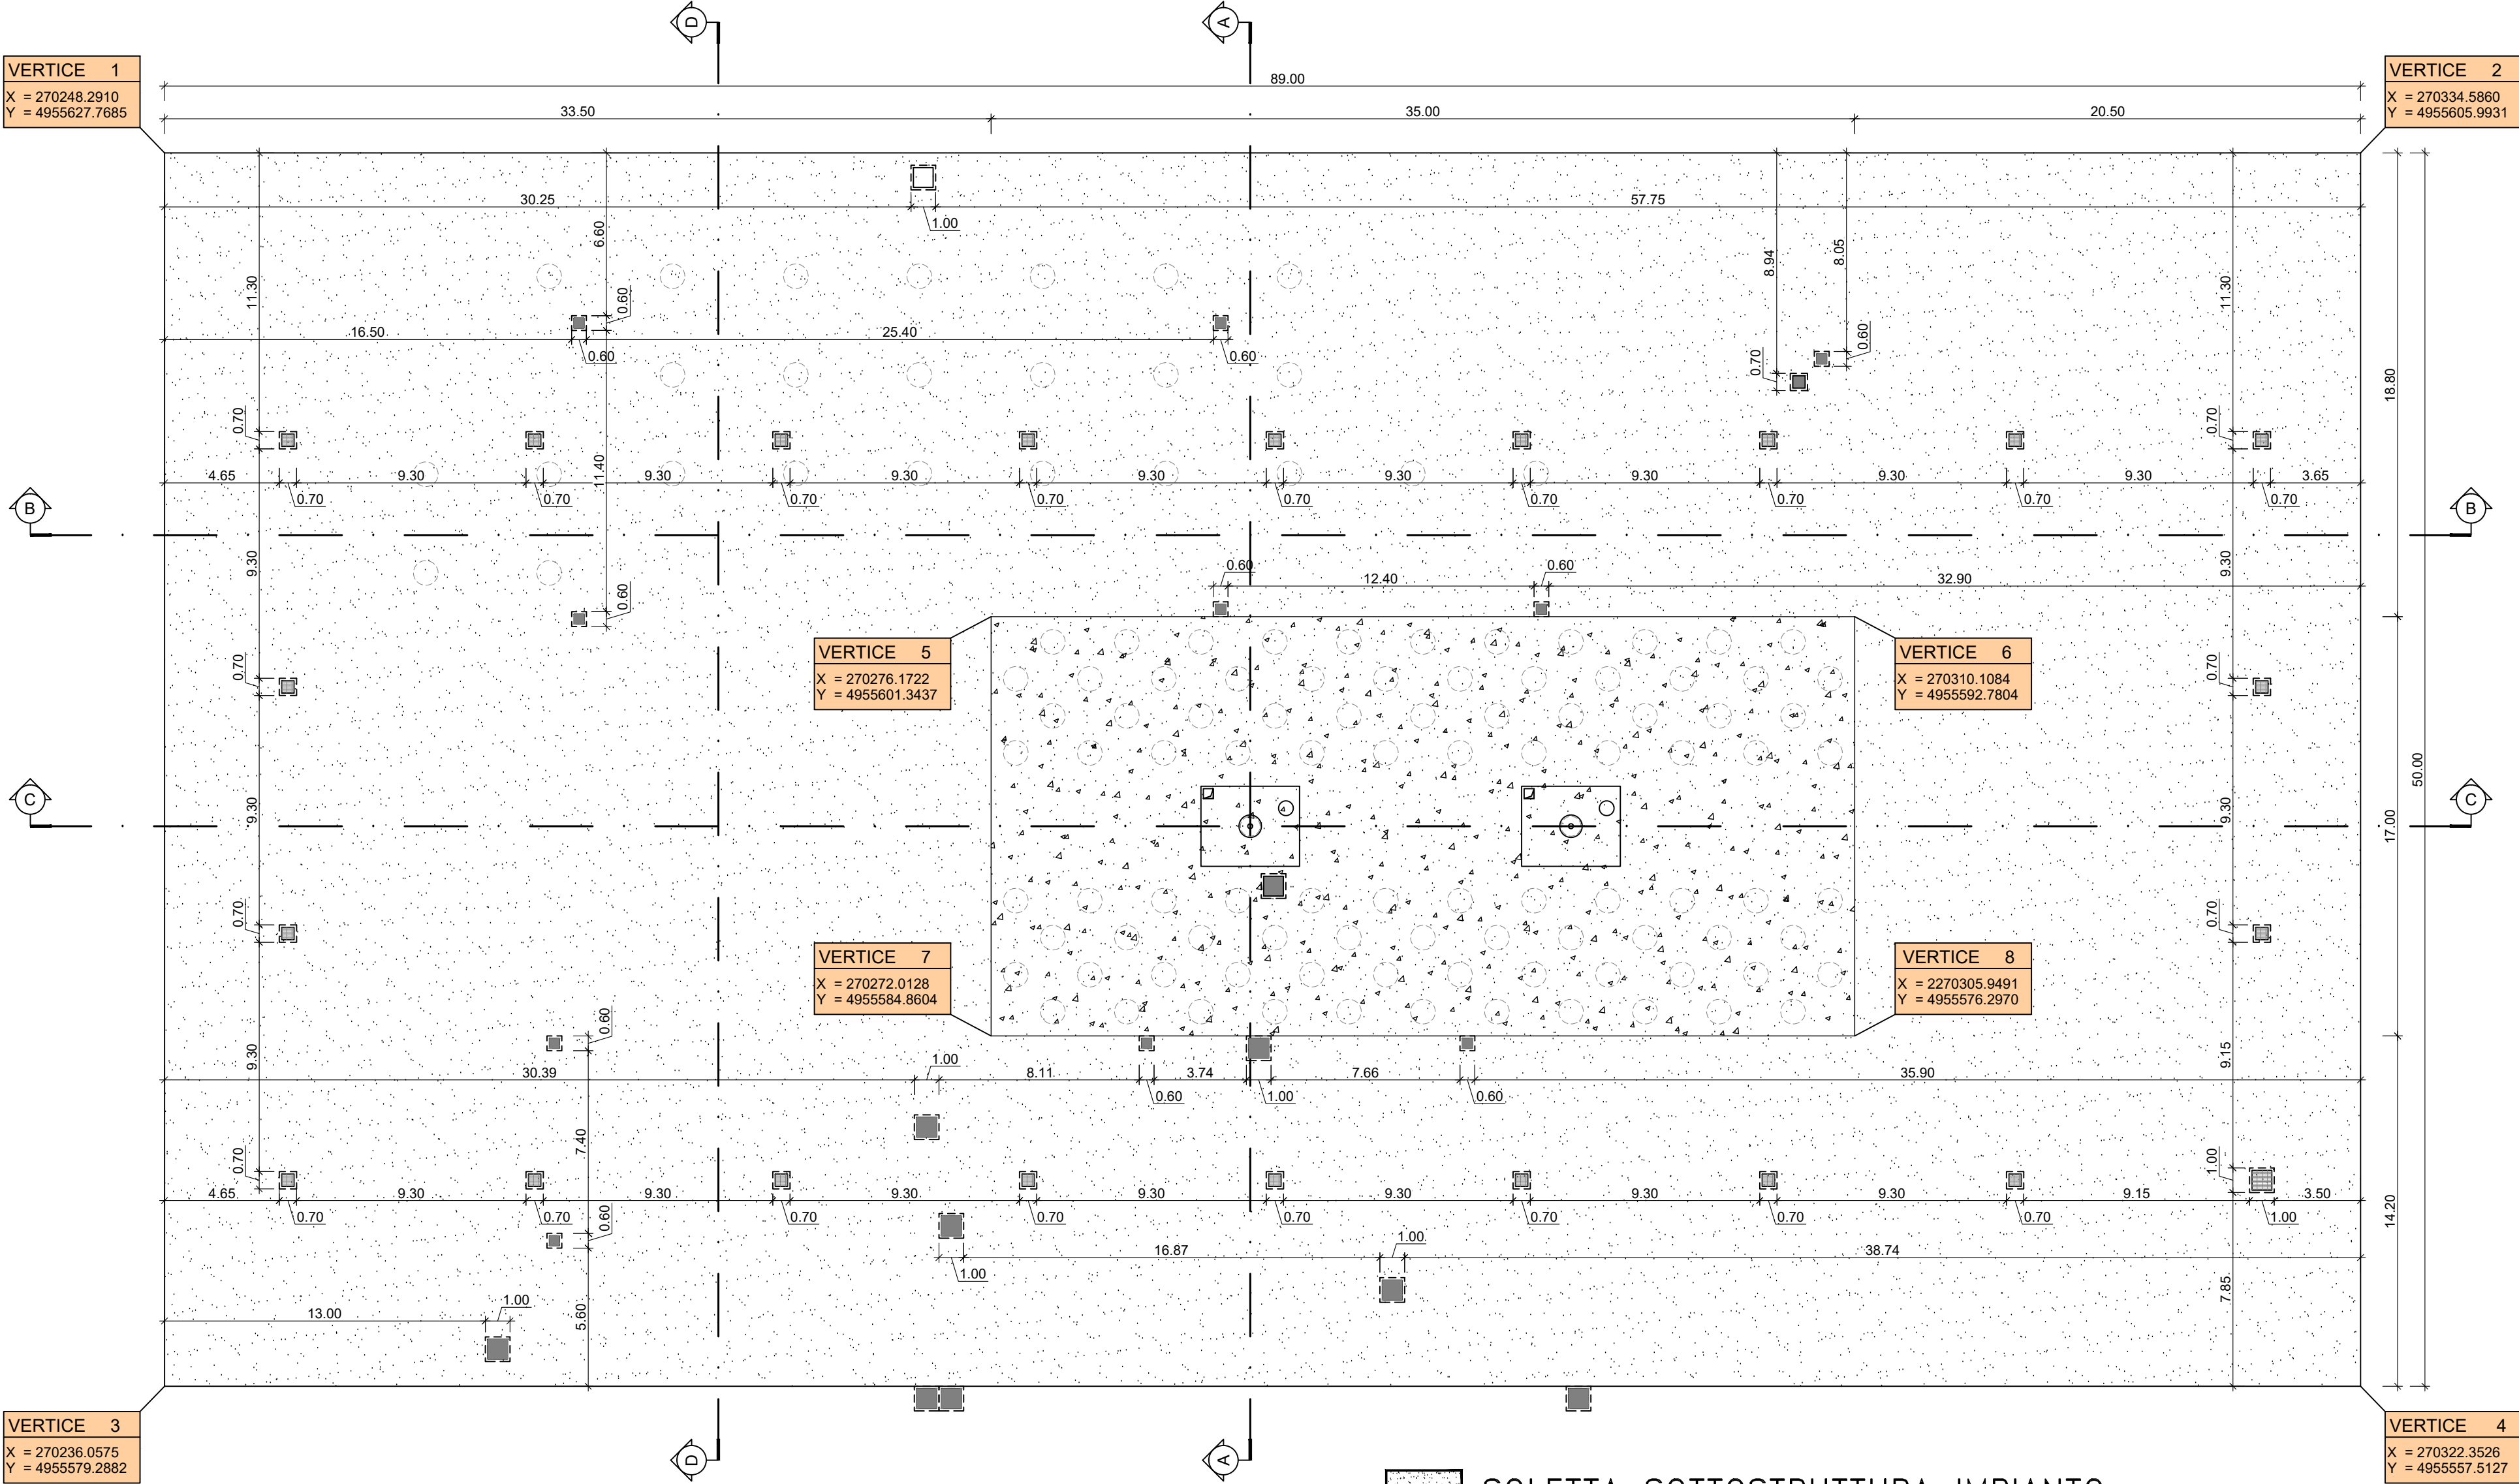 D
A
VERTICE 1
X = 270248.2910
Y = 4955627.7685
VERTICE 2
X = 270334.5860
Y = 4955605.9931
89.00
33.50 35.00 20.50
30.25 1.00 57.75
6.60
11.30
8.94
8.05
11.30
0.60
16.50 0.60 25.40 0.60
0.60
0.70
18.80
0.70
0.70
4.65 0.70 9.30 0.70 9.30 0.70 9.30 0.70 9.30 0.70 9.30 0.70 9.30 0.70 9.30 0.70 9.30 0.70 3.65
11.40
B
B
9.30
9.30
0.60 12.40 0.60 32.90
0.60
VERTICE 5
X = 270276.1722
Y = 4955601.3437
VERTICE 6
X = 270310.1084
Y = 4955592.7804
0.70
0.70
50.00
C
C
9.30
9.30
17.00
0.70
0.70
VERTICE 7
X = 270272.0128
Y = 4955584.8604
VERTICE 8
X = 2270305.9491
Y = 4955576.2970
0.60
9.30
9.15
30.39 1.00 8.11 0.60 3.74 1.00 7.66 0.60 35.90
7.40
0.70
1.00
4.65 0.70 9.30 0.70 9.30 0.70 9.30 0.70 9.30 0.70 9.30 0.70 9.30 0.70 9.30 0.70 9.15 1.00 3.50
0.60
14.20
1.00 16.87 1.00 38.74
5.60
7.85
13.00 1.00
VERTICE 3
X = 270236.0575
Y = 4955579.2882
VERTICE 4
X = 270322.3526
Y = 4955557.5127
D
A
SOLETTA SOTTOSTRUTTURA IMPIANTO